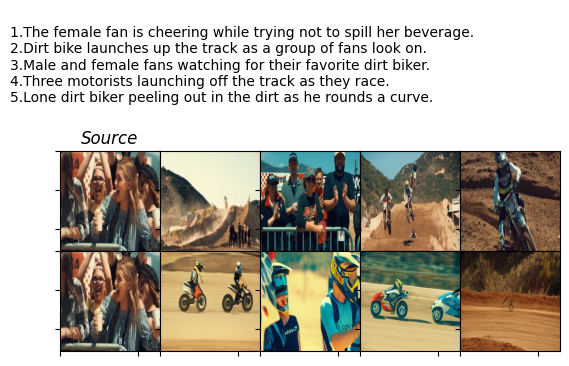 1.The female fan is cheering while trying not to spill her beverage.
2.Dirt bike launches up the track as a group of fans look on.
3.Male and female fans watching for their favorite dirt biker.
4.Three motorists launching off the track as they race.
5.Lone dirt biker peeling out in the dirt as he rounds a curve.
Source